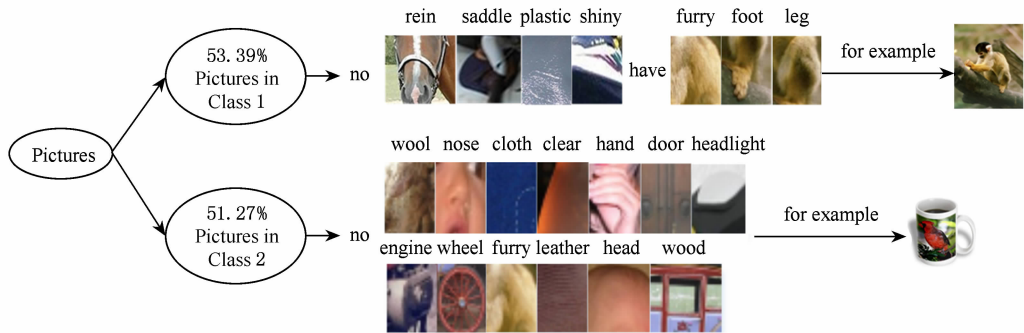 rein saddle plastic shiny furry foot leg
53.39%
Pictures in
Class 1
no
have
for example
Pictures
wool nose cloth clear hand door headlight
51.27%
Pictures in
Class 2
no
for example
engine wheel furry leather head wood